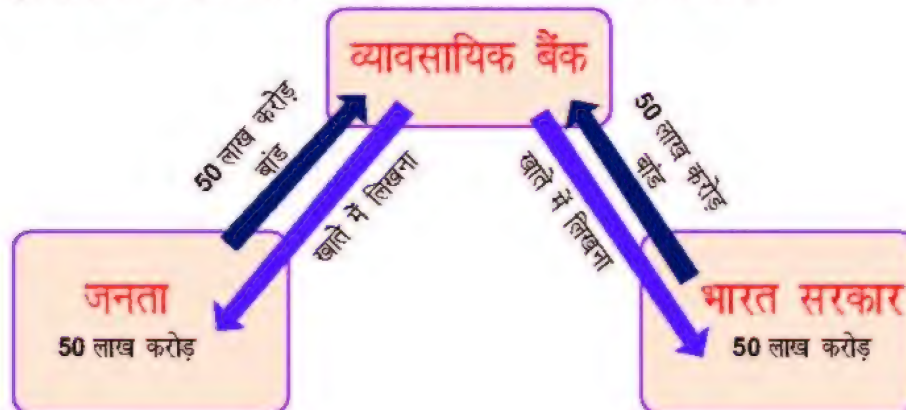 व्यावसायिक बैंक
50 लाख करोड़
बांड
खाते में लिखना
50 लाख करोड़
बांड
खाते में लिखना
जनता
50 लाख करोड़
भारत सरकार
50 लाख करोड़